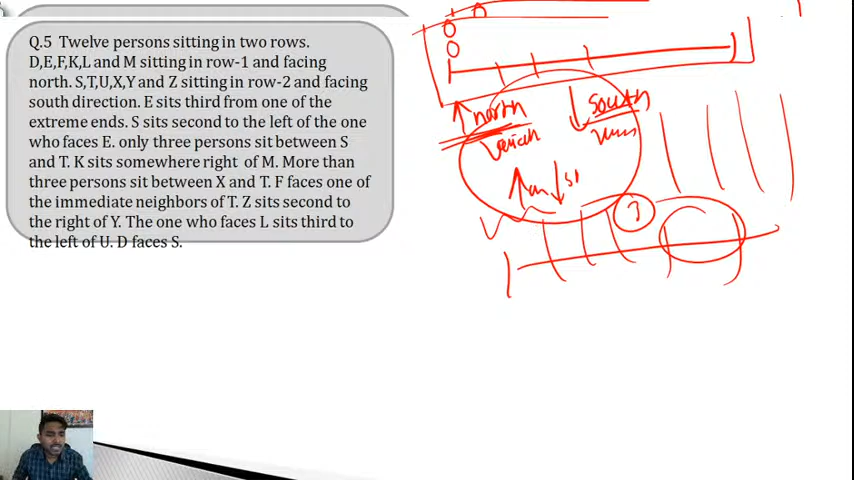 Q.5 Twelve persons sitting in two rows.
D,E,F,K,L and M sitting in row-1 and facing
north. S,T,U,X,Y and Z sitting in row-2 and facing
south direction. E sits third from one of the
extreme ends. S sits second to the left of the one
who faces E. only three persons sit between S
and T. K sits somewhere right of M. More than
three persons sit between X and T. F faces one of
the immediate neighbors of T. Z sits second to
the right of Y. The one who faces L sits third to
the left of U. D faces S.
north
south